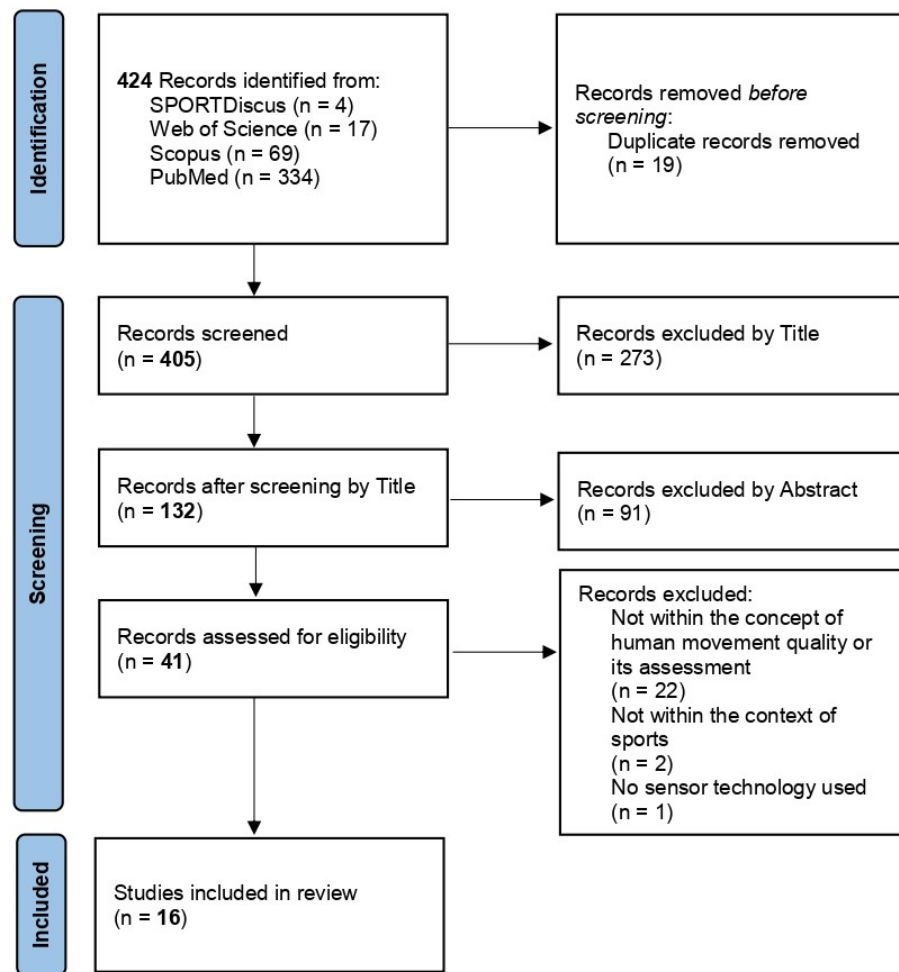 Identification
424 Records identified from:
SPORTDiscus (n = 4)
Web of Science (n = 17)
Scopus (n = 69)
PubMed (n = 334)
Records removed before
screening:
Duplicate records removed
(n = 19)
Screening
Records screened
(n = 405)
Records excluded by Title
(n = 273)
Records after screening by Title
(n = 132)
Records excluded by Abstract
(n = 91)
Records assessed for eligibility
(n = 41)
Records excluded:
Not within the concept of
human movement quality or
its assessment
(n = 22)
Not within the context of
sports
(n = 2)
No sensor technology used
(n = 1)
Included
Studies included in review
(n = 16)